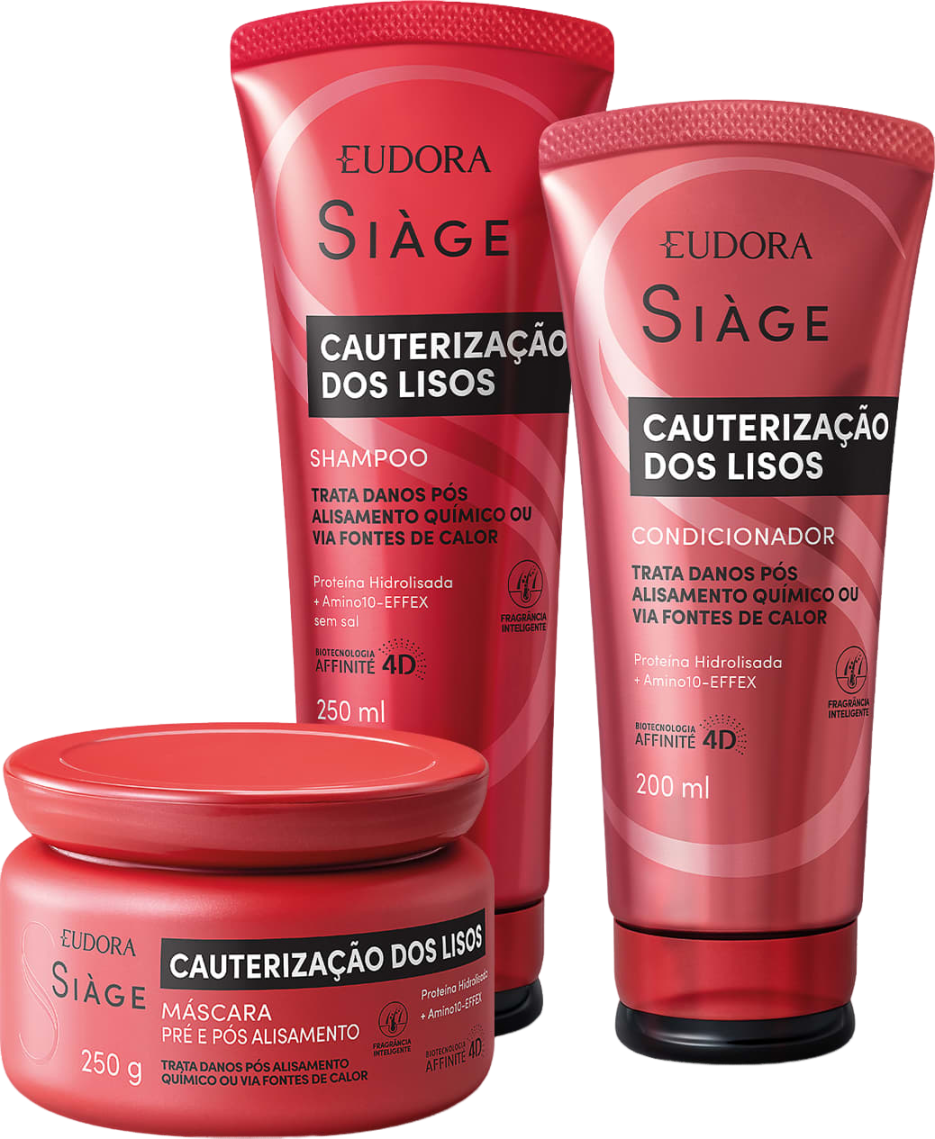 EUDORA
SIÀGE
CAUTERIZAÇÃO
DOS LISOS
SHAMPOO
TRATA DANOS PÓS
ALISAMENTO QUÍMICO OU
VIA FONTES DE CALOR
Proteína Hidrolisada
+ Amino10-EFFEX
sem sal
FRAGRÂNCIA
INTELIGENTE
BIOTECNOLOGIA
AFFINITÉ 4D
250 ml
EUDORA
SIÀGE
CAUTERIZAÇÃO
DOS LISOS
CONDICIONADOR
TRATA DANOS PÓS
ALISAMENTO QUÍMICO OU
VIA FONTES DE CALOR
Proteína Hidrolisada
+ Amino10-EFFEX
FRAGRÂNCIA
INTELIGENTE
BIOTECNOLOGIA
AFFINITÉ 4D
200 ml
EUDORA
SIÀGE
250 g
CAUTERIZAÇÃO DOS LISOS
MÁSCARA
PRÉ E PÓS ALISAMENTO
TRATA DANOS PÓS ALISAMENTO
QUÍMICO OU VIA FONTES DE CALOR
FRAGRÂNCIA
INTELIGENTE
Proteína Hidrolisada
+ Amino10-EFFEX
BIOTECNOLOGIA
AFFINITÉ 4D